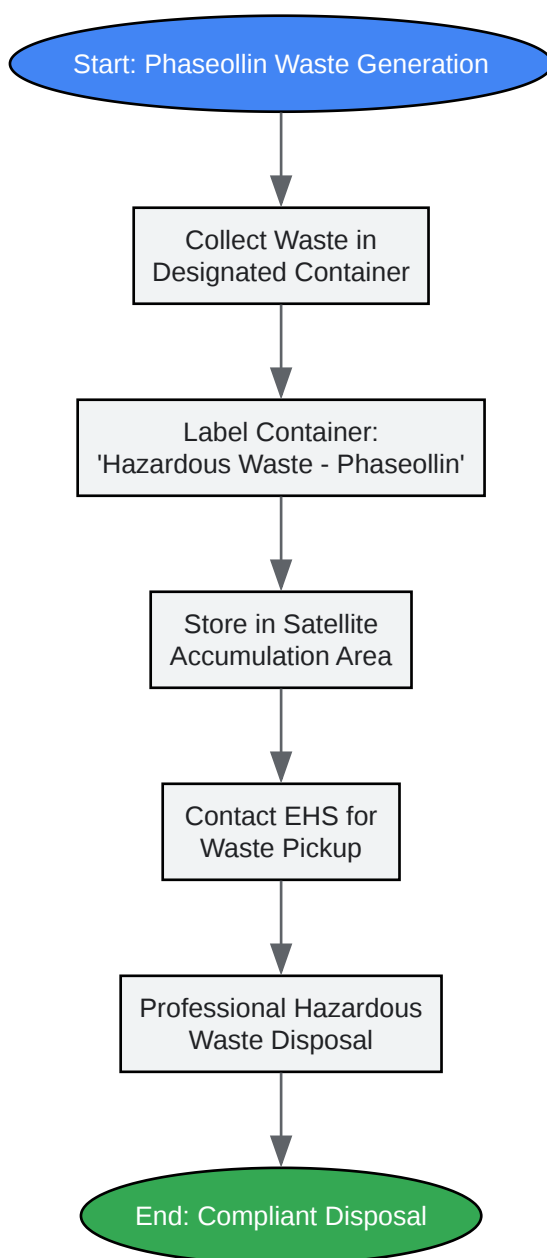 Start: Phaseollin Waste Generation
Collect Waste in
Designated Container
Label Container:
'Hazardous Waste - Phaseollin'
Store in Satellite
Accumulation Area
Contact EHS for
Waste Pickup
Professional Hazardous
Waste Disposal
End: Compliant Disposal